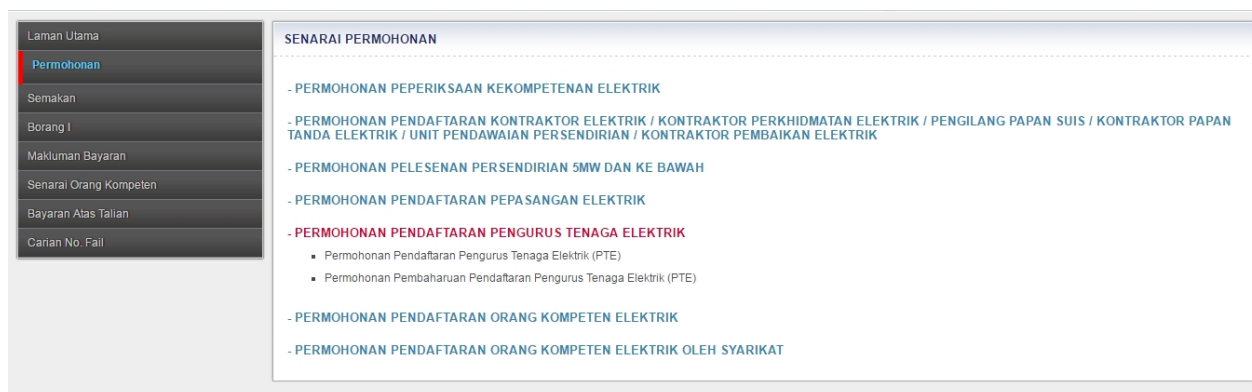 Laman Utama
Permohonan
Semakan
Borang I
Makluman Bayaran
Senarai Orang Kompeten
Bayaran Atas Talian
Carian No. Fail
SENARAI PERMOHONAN
- PERMOHONAN PEPERIKSAAN KEKOMPETENAN ELEKTRIK
- PERMOHONAN PENDAFTARAN KONTRAKTOR ELEKTRIK / KONTRAKTOR PERKHIDMATAN ELEKTRIK / PENGILANG PAPAN SUIS / KONTRAKTOR PAPAN
TANDA ELEKTRIK / UNIT PENDAWAIAN PERSENDIRIAN / KONTRAKTOR PEMBAIKAN ELEKTRIK
- PERMOHONAN PELESENAN PERSENDIRIAN 5MW DAN KE BAWAH
- PERMOHONAN PENDAFTARAN PEPASANGAN ELEKTRIK
- PERMOHONAN PENDAFTARAN PENGURUS TENAGA ELEKTRIK
▪ Permohonan Pendaftaran Pengurus Tenaga Elektrik (PTE)
▪ Permohonan Pembaharuan Pendaftaran Pengurus Tenaga Elektrik (PTE)
- PERMOHONAN PENDAFTARAN ORANG KOMPETEN ELEKTRIK
- PERMOHONAN PENDAFTARAN ORANG KOMPETEN ELEKTRIK OLEH SYARIKAT